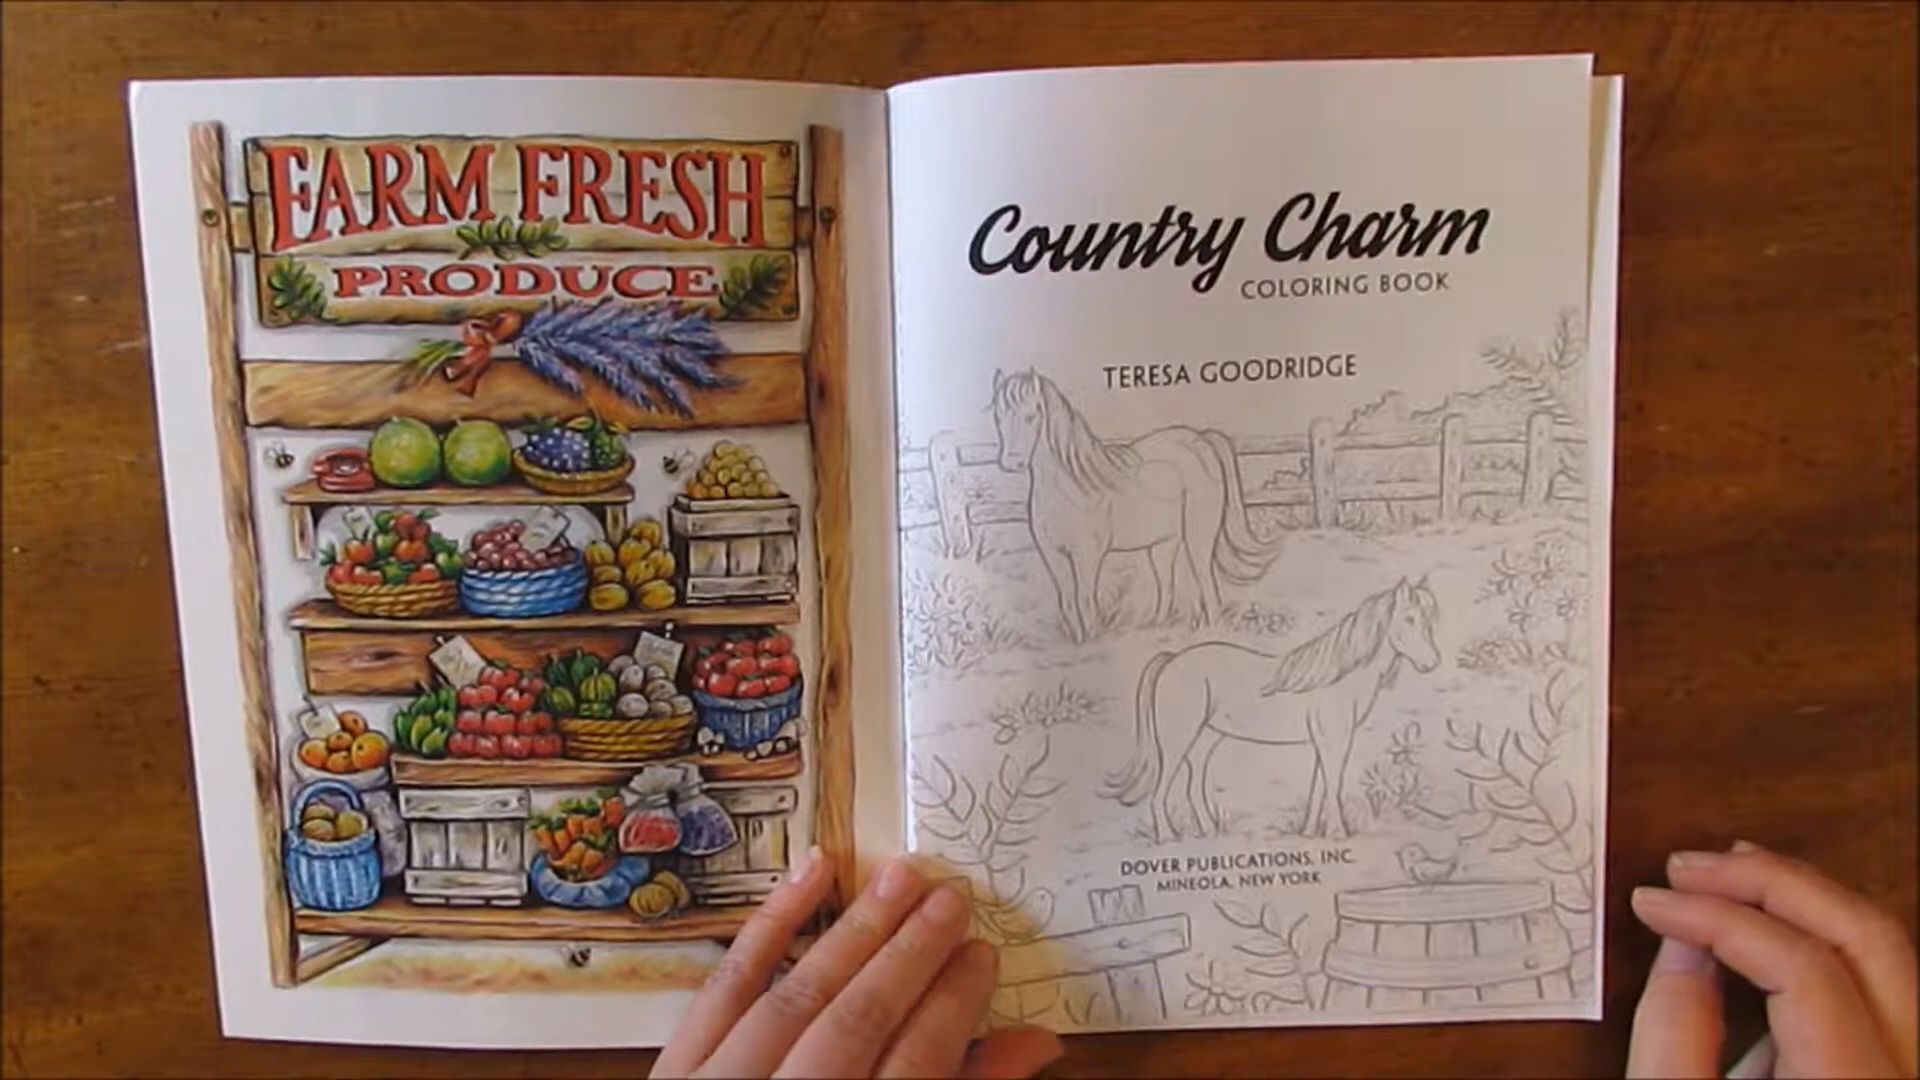 FARM FRESH
PRODUCE
Country Charm
COLORING BOOK
TERESA GOODRIDGE
DOVER PUBLICATIONS, INC.
MINEOLA, NEW YORK